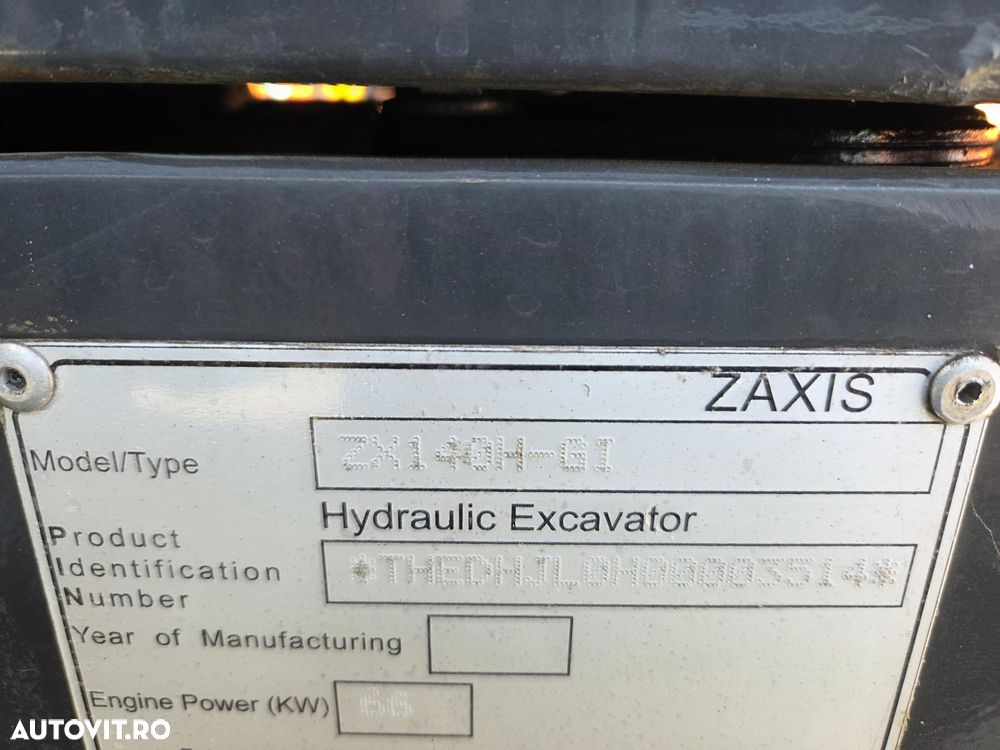 ZAXIS
Model/Type ZX140H-GI
Hydraulic Excavator
Product
Identification
Number
*THEDHJL0H00003514*
Year of Manufacturing
Engine Power (KW) 66
AUTOVIT.RO